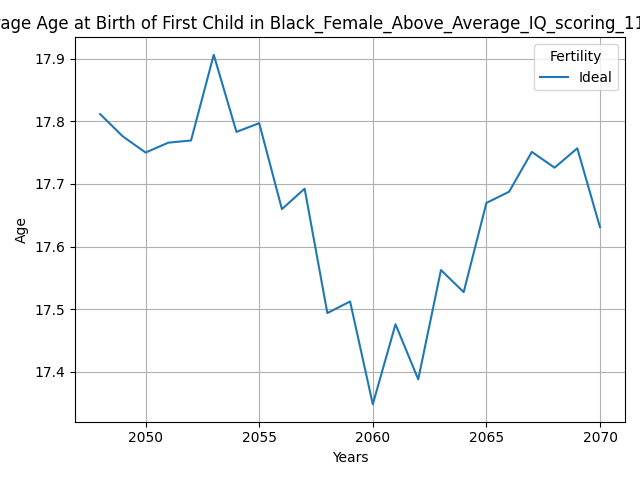 rage Age at Birth of First Child in Black_Female_Above_Average_IQ_scoring_11
Fertility
Ideal
17.9
17.8
17.7
17.6
17.5
17.4
Age
2050 2055 2060 2065 2070
Years